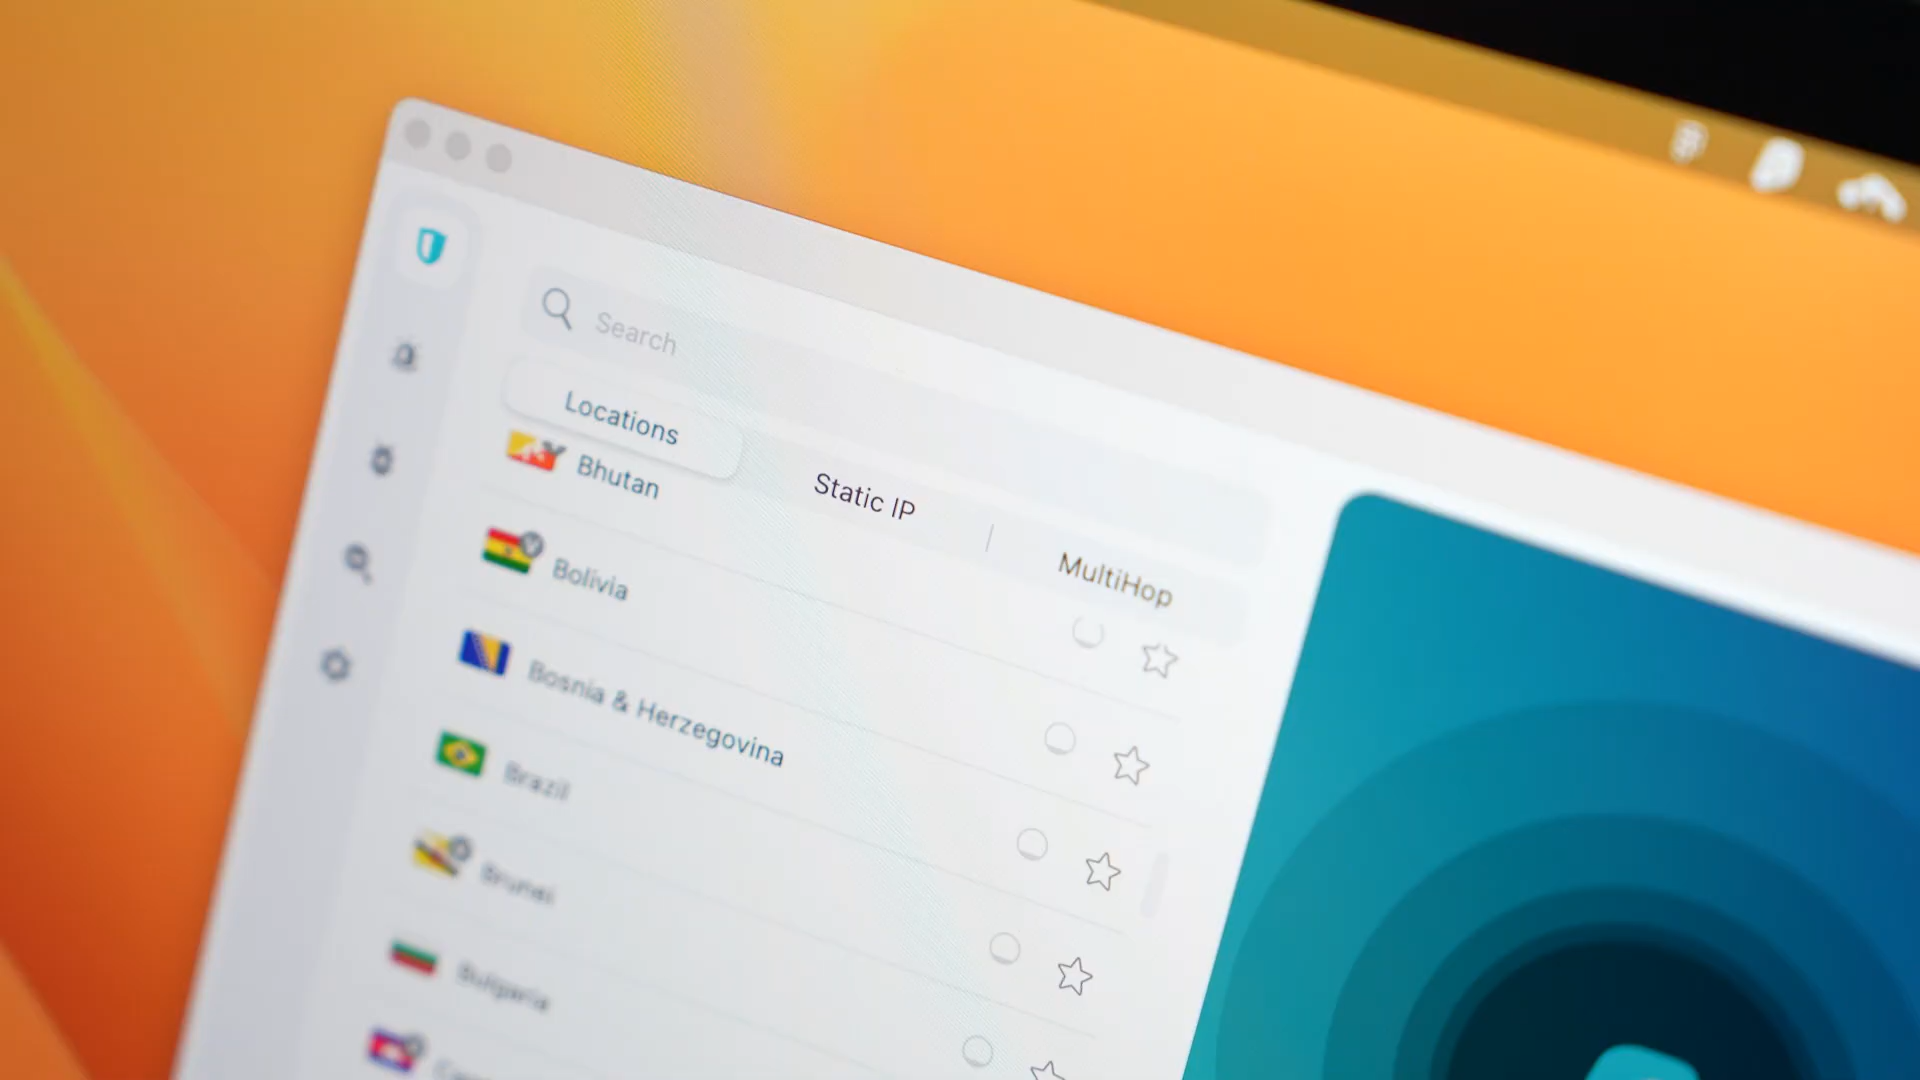 Search
Locations
Static IP
MultiHop
Bhutan
Bolivia
Bosnia & Herzegovina
Brazil
Brunei
Bulgaria